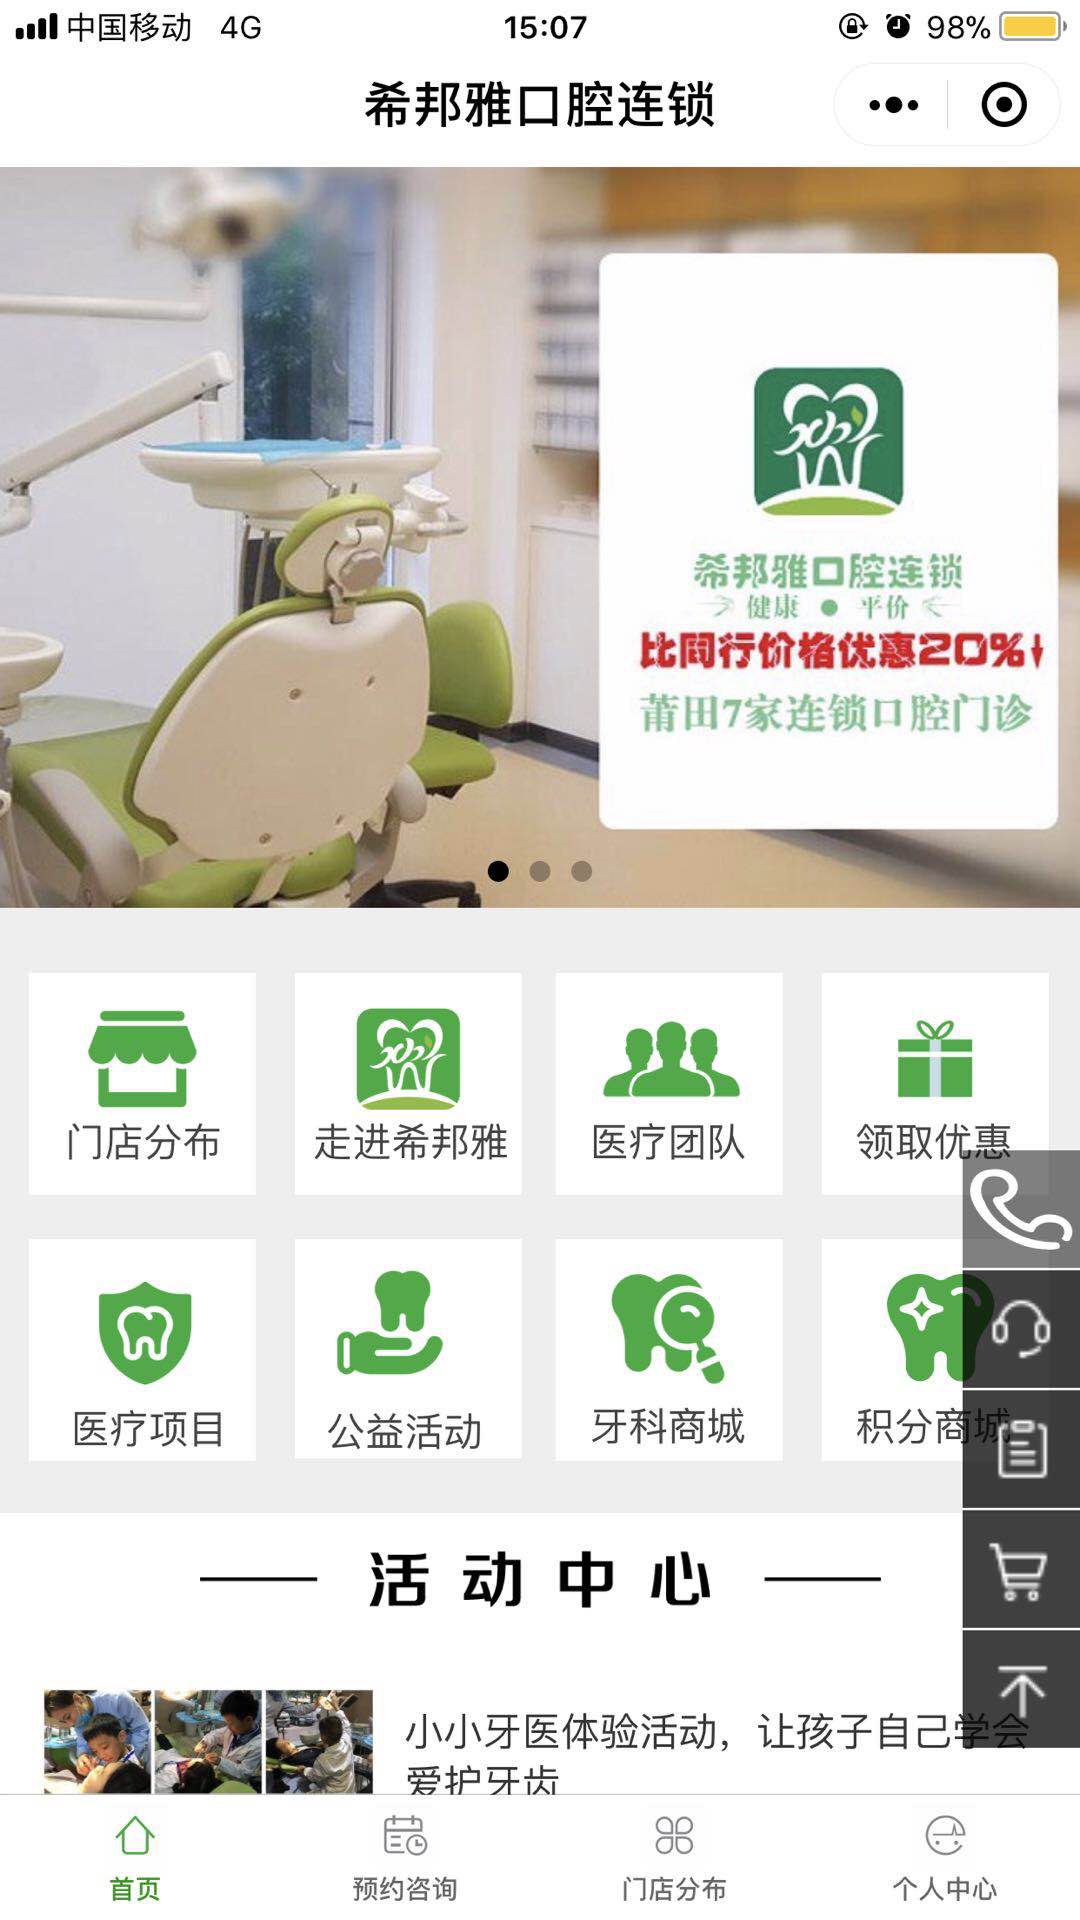 中国移动 4G 15:07 98%
希邦雅口腔连锁
希邦雅口腔连锁
健康 ● 平价
比同行价格优惠20%↓
莆田7家连锁口腔门诊
门店分布 走进希邦雅 医疗团队 领取优惠
医疗项目 公益活动 牙科商城 积分商城
活动中心
小小牙医体验活动，让孩子自己学会
爱护牙齿
首页 预约咨询 门店分布 个人中心